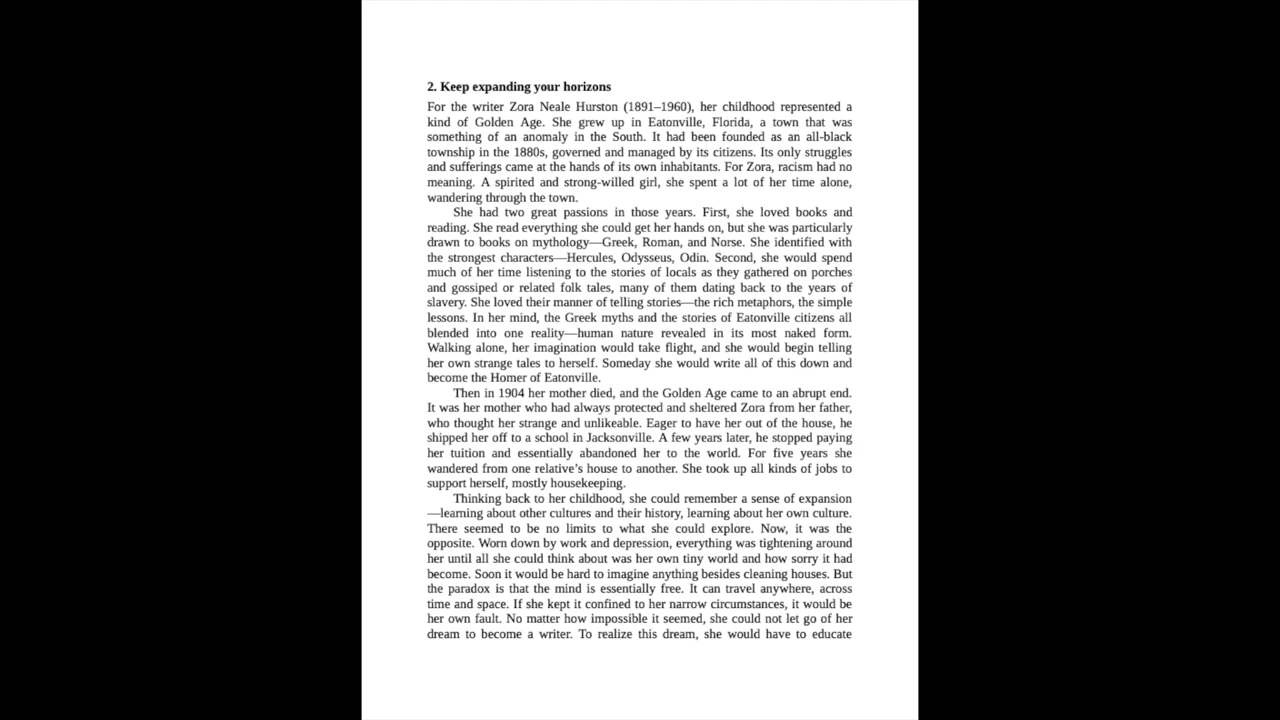 2. Keep expanding your horizons
For the writer Zora Neale Hurston (1891–1960), her childhood represented a
kind of Golden Age. She grew up in Eatonville, Florida, a town that was
something of an anomaly in the South. It had been founded as an all-black
township in the 1880s, governed and managed by its citizens. Its only struggles
and sufferings came at the hands of its own inhabitants. For Zora, racism had no
meaning. A spirited and strong-willed girl, she spent a lot of her time alone,
wandering through the town.
She had two great passions in those years. First, she loved books and
reading. She read everything she could get her hands on, but she was particularly
drawn to books on mythology—Greek, Roman, and Norse. She identified with
the strongest characters—Hercules, Odysseus, Odin. Second, she would spend
much of her time listening to the stories of locals as they gathered on porches
and gossiped or related folk tales, many of them dating back to the years of
slavery. She loved their manner of telling stories—the rich metaphors, the simple
lessons. In her mind, the Greek myths and the stories of Eatonville citizens all
blended into one reality—human nature revealed in its most naked form.
Walking alone, her imagination would take flight, and she would begin telling
her own strange tales to herself. Someday she would write all of this down and
become the Homer of Eatonville.
Then in 1904 her mother died, and the Golden Age came to an abrupt end.
It was her mother who had always protected and sheltered Zora from her father,
who thought her strange and unlikeable. Eager to have her out of the house, he
shipped her off to a school in Jacksonville. A few years later, he stopped paying
her tuition and essentially abandoned her to the world. For five years she
wandered from one relative’s house to another. She took up all kinds of jobs to
support herself, mostly housekeeping.
Thinking back to her childhood, she could remember a sense of expansion
—learning about other cultures and their history, learning about her own culture.
There seemed to be no limits to what she could explore. Now, it was the
opposite. Worn down by work and depression, everything was tightening around
her until all she could think about was her own tiny world and how sorry it had
become. Soon it would be hard to imagine anything besides cleaning houses. But
the paradox is that the mind is essentially free. It can travel anywhere, across
time and space. If she kept it confined to her narrow circumstances, it would be
her own fault. No matter how impossible it seemed, she could not let go of her
dream to become a writer. To realize this dream, she would have to educate